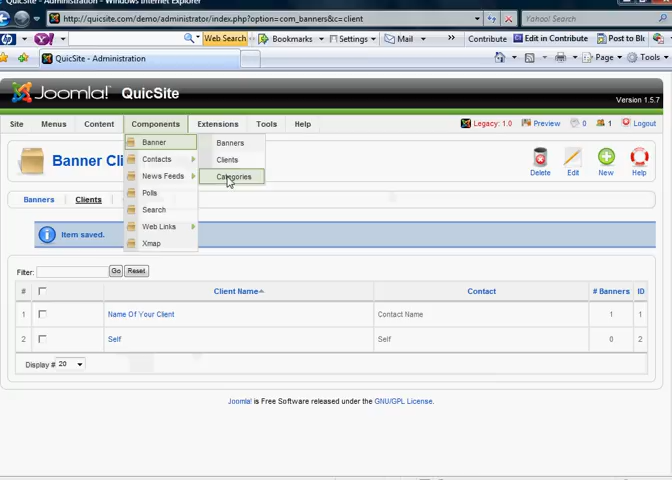 QuicSite - Administration - Windows Internet Explorer
http://quicsite.com/demo/administrator/index.php?option=com_banners&c=client
Yahoo! Search
Web Search
Bookmarks
Settings
Mail
Contribute
Edit in Contribute
Post to Bl
QuicSite - Administration
Page
Tools
Joomla! QuicSite
Version 1.5.7
Site
Menus
Content
Components
Extensions
Tools
Help
Legacy: 1.0
Preview
0
1
Logout
Banner
Banners
Contacts
Clients
News Feeds
Categories
Polls
Search
Web Links
Xmap
Banner Cli
Delete
Edit
New
Help
Banners
Clients
Item saved.
Filter:
Go
Reset
#
Client Name
Contact
# Banners
ID
1
Name Of Your Client
Contact Name
1
1
2
Self
Self
0
2
Display # 20
Joomla! is Free Software released under the GNU/GPL License.